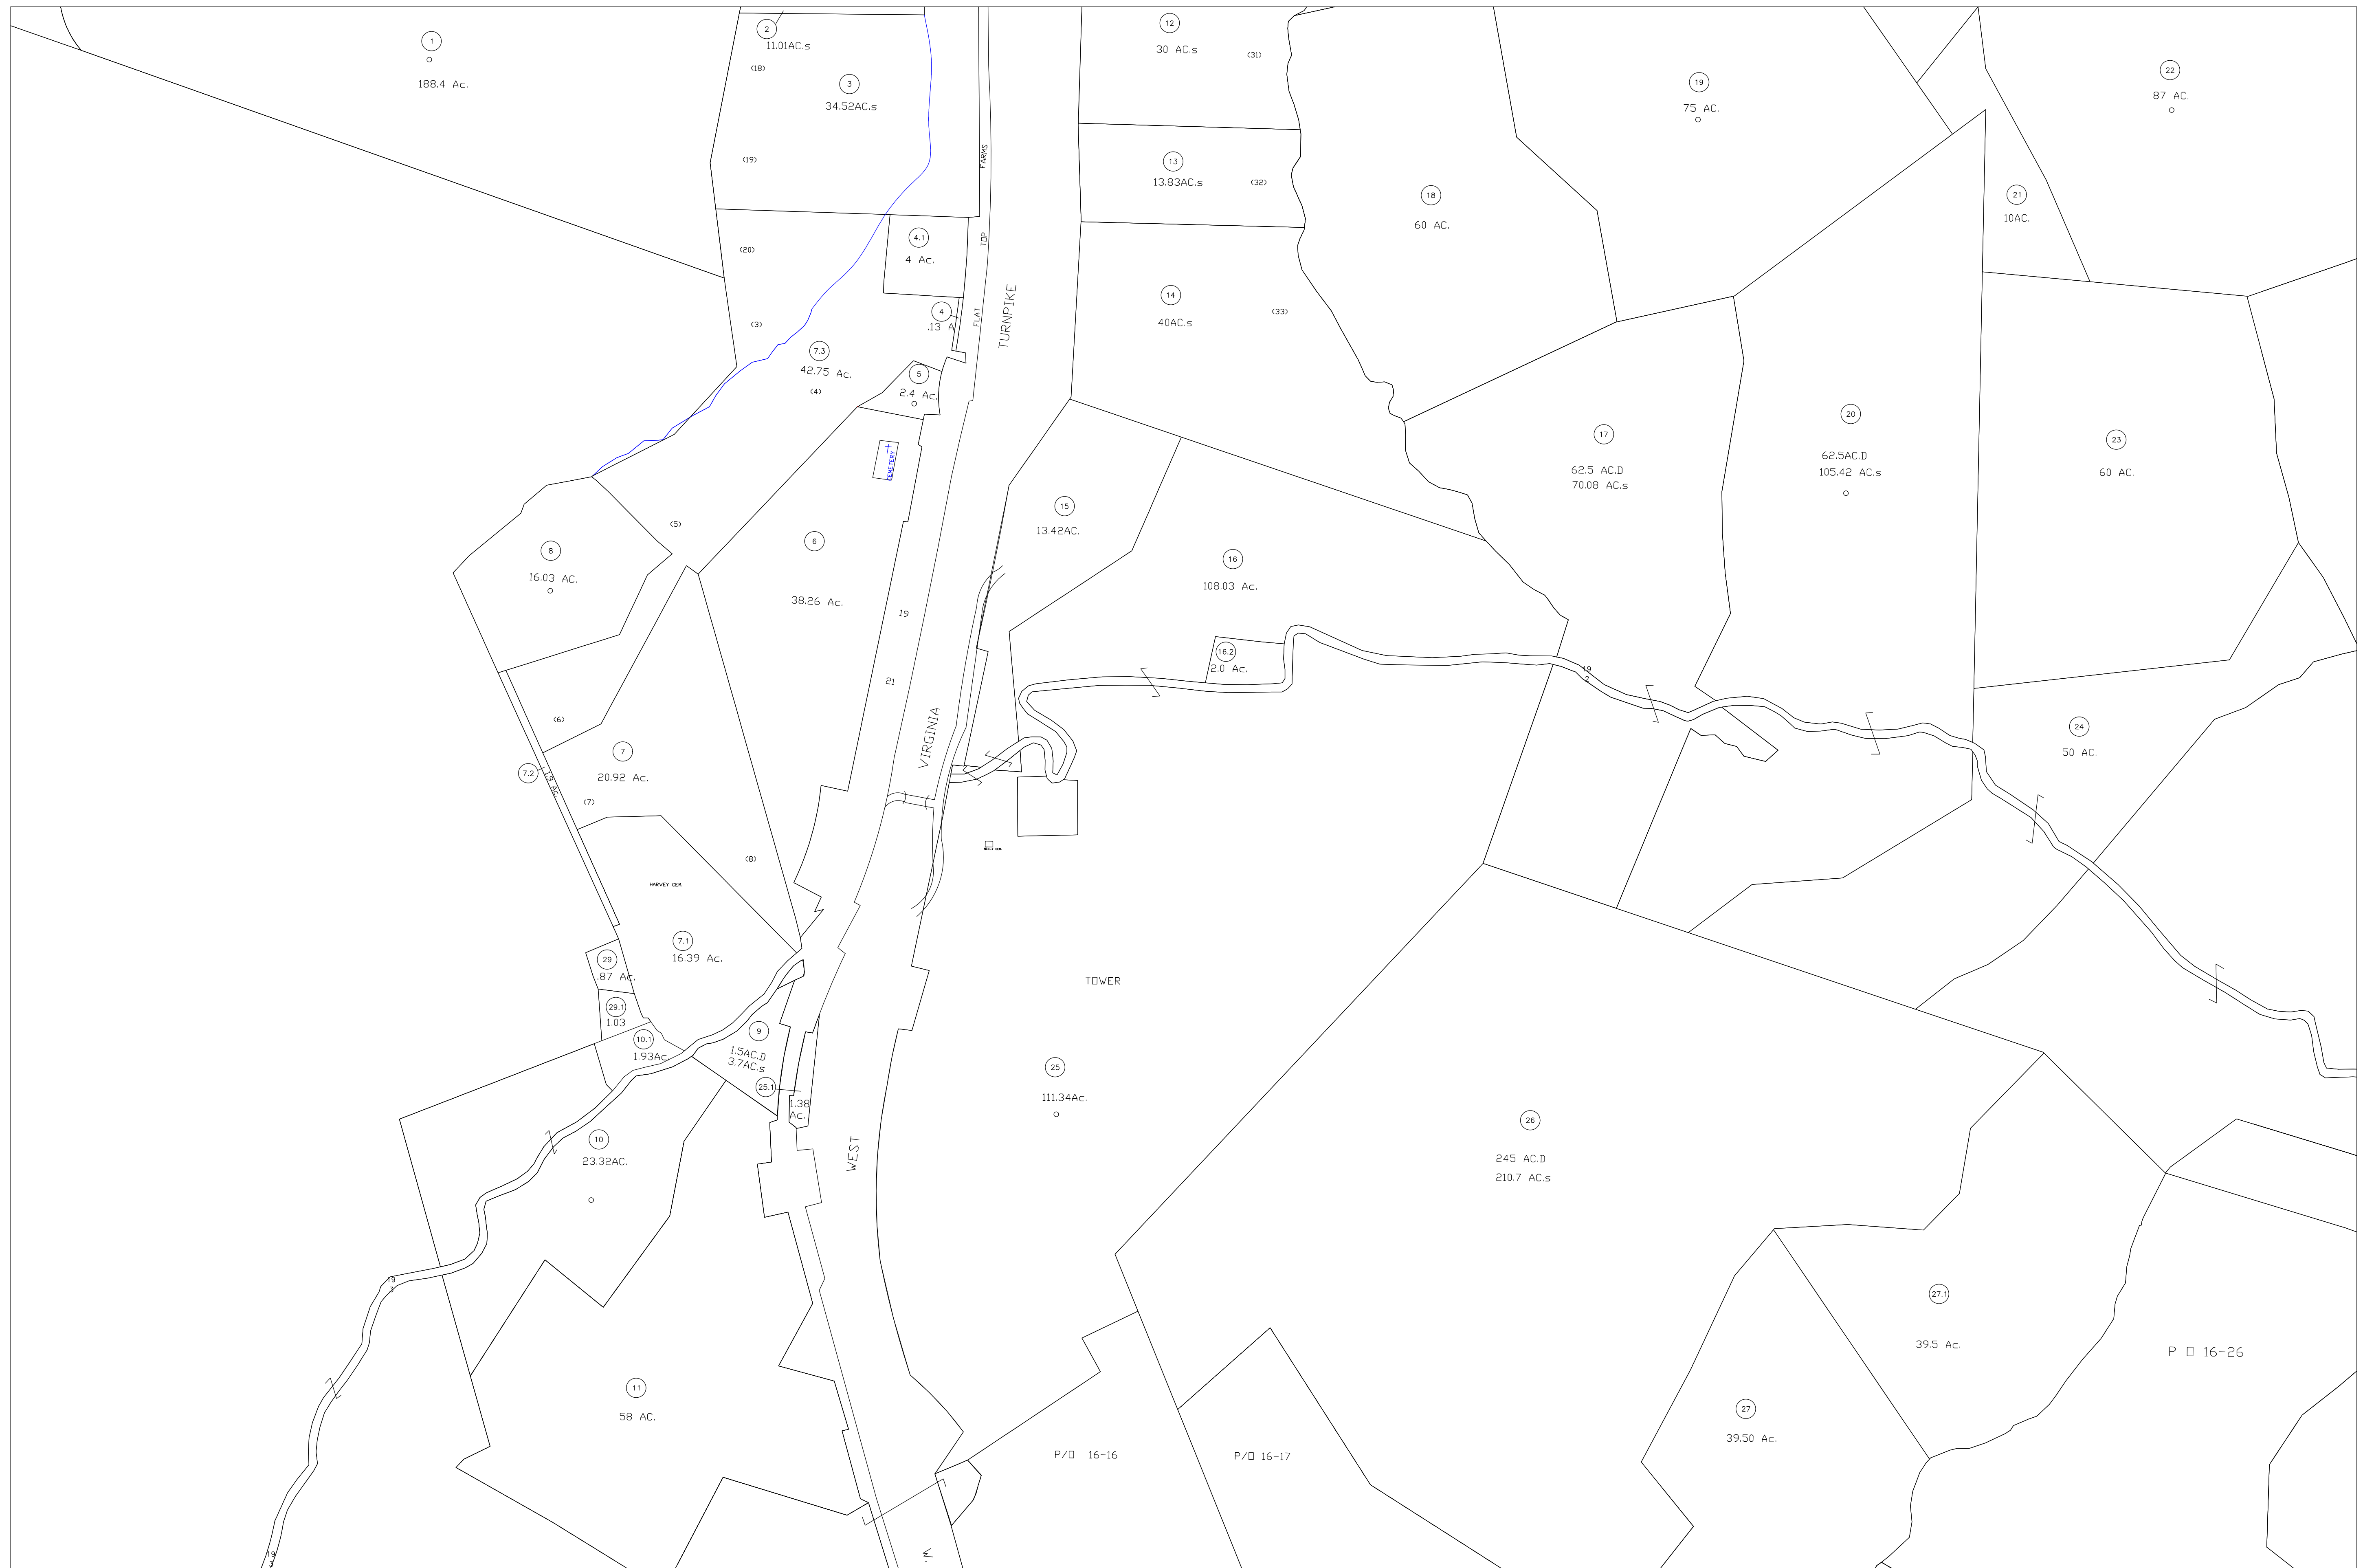 1
188.4 Ac.
2
11.01AC.s
(18)
3
34.52AC.s
(19)
12
30 AC.s
(31)
13
13.83AC.s
(32)
19
75 AC.
22
87 AC.
18
60 AC.
21
10AC.
FLAT TOP FARMS
(20)
4.1
4 Ac.
4
.13 A
(3)
7.3
42.75 Ac.
(4)
5
2.4 Ac.
14
40AC.s
(33)
WEST VIRGINIA TURNPIKE
CEMETERY
17
62.5 AC.D
70.08 AC.s
20
62.5AC.D
105.42 AC.s
23
60 AC.
(5)
8
16.03 AC.
6
38.26 Ac.
15
13.42AC.
16
108.03 Ac.
16.2
2.0 Ac.
19
21
19
2
24
50 AC.
(6)
7
20.92 Ac.
7.2
(7)
(8)
HARVEY CEM.
7.1
16.39 Ac.
29
.87 Ac.
29.1
1.03
10.1
1.93Ac.
9
1.5AC.D
3.7AC.s
25.1
1.38
Ac.
TOWER
25
111.34Ac.
26
245 AC.D
210.7 AC.s
10
23.32AC.
19
3
27.1
39.5 Ac.
P O 16-26
11
58 AC.
27
39.50 Ac.
P/O 16-16
P/O 16-17
19
3
W.